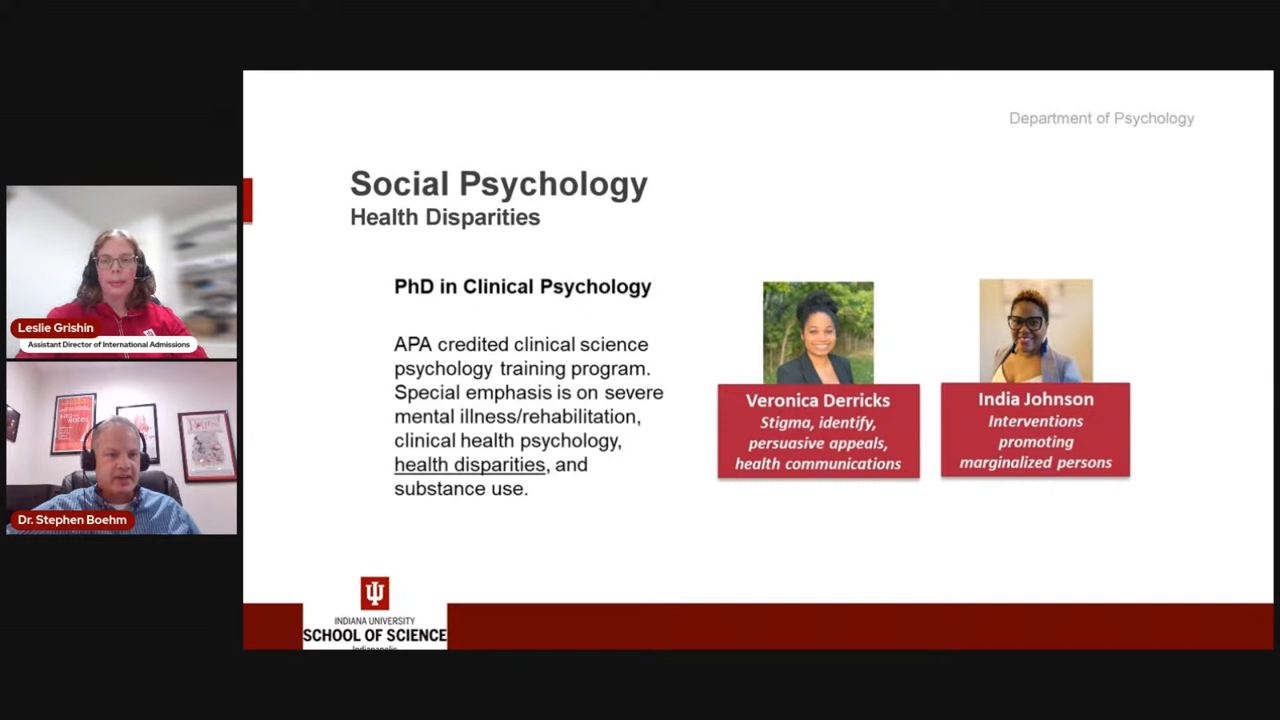 Department of Psychology
Social Psychology
Health Disparities
PhD in Clinical Psychology
APA credited clinical science
psychology training program.
Special emphasis is on severe
mental illness/rehabilitation,
clinical health psychology,
health disparities, and
substance use.
Veronica Derricks
Stigma, identify,
persuasive appeals,
health communications
India Johnson
Interventions
promoting
marginalized persons
Leslie Grishin
Assistant Director of International Admissions
Dr. Stephen Boehm
INDIANA UNIVERSITY
SCHOOL OF SCIENCE
Indianapolis